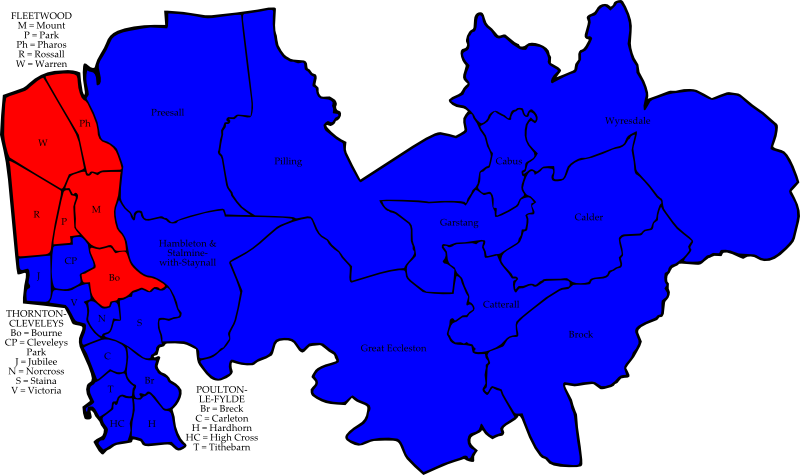 FLEETWOOD
M = Mount
P = Park
Ph = Pharos
R = Rossall
W = Warren
Preesall
Pilling
Wyresdale
Cabus
Garstang
Calder
Catterall
Brock
Great Eccleston
Hambleton &
Stalmine-
with Staynall
Ph
W
R
P
M
CP
J
Bo
V
N
S
C
T
Br
HC
H
THORNTON-
CLEVELEYS
Bo = Bourne
CP = Cleveleys
Park
J = Jubilee
N = Norcross
S = Staina
V = Victoria
POULTON-
LE-FYLDE
Br = Breck
C = Carleton
H = Hardhorn
HC = High Cross
T = Tithebarn